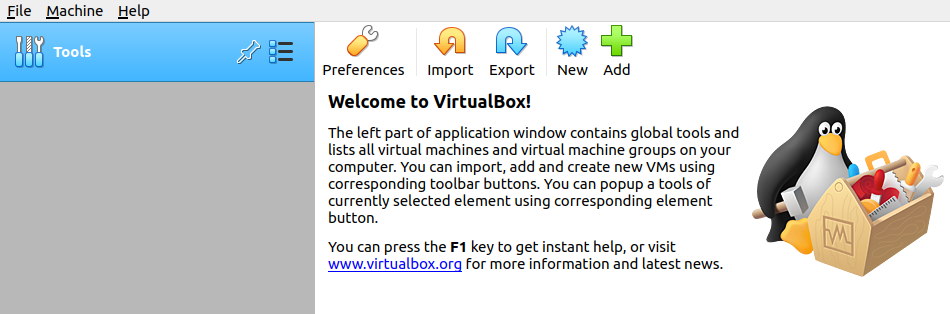 File Machine Help
Tools
Preferences Import Export New Add
Welcome to VirtualBox!
The left part of application window contains global tools and
lists all virtual machines and virtual machine groups on your
computer. You can import, add and create new VMs using
corresponding toolbar buttons. You can popup a tools of
currently selected element using corresponding element
button.
You can press the F1 key to get instant help, or visit
www.virtualbox.org for more information and latest news.